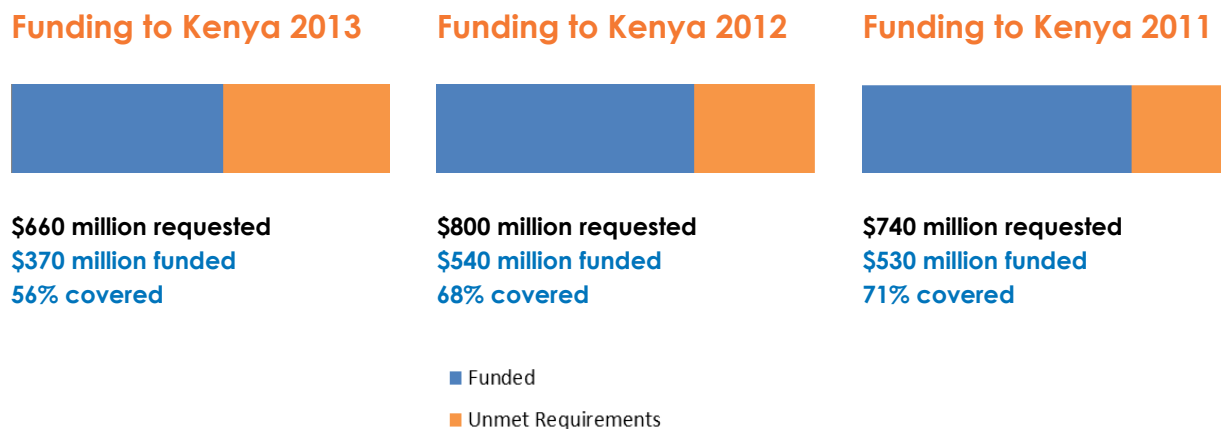 Funding to Kenya 2013
$660 million requested
$370 million funded
56% covered
Funding to Kenya 2012
$800 million requested
$540 million funded
68% covered
Funding to Kenya 2011
$740 million requested
$530 million funded
71% covered
Funded
Unmet Requirements